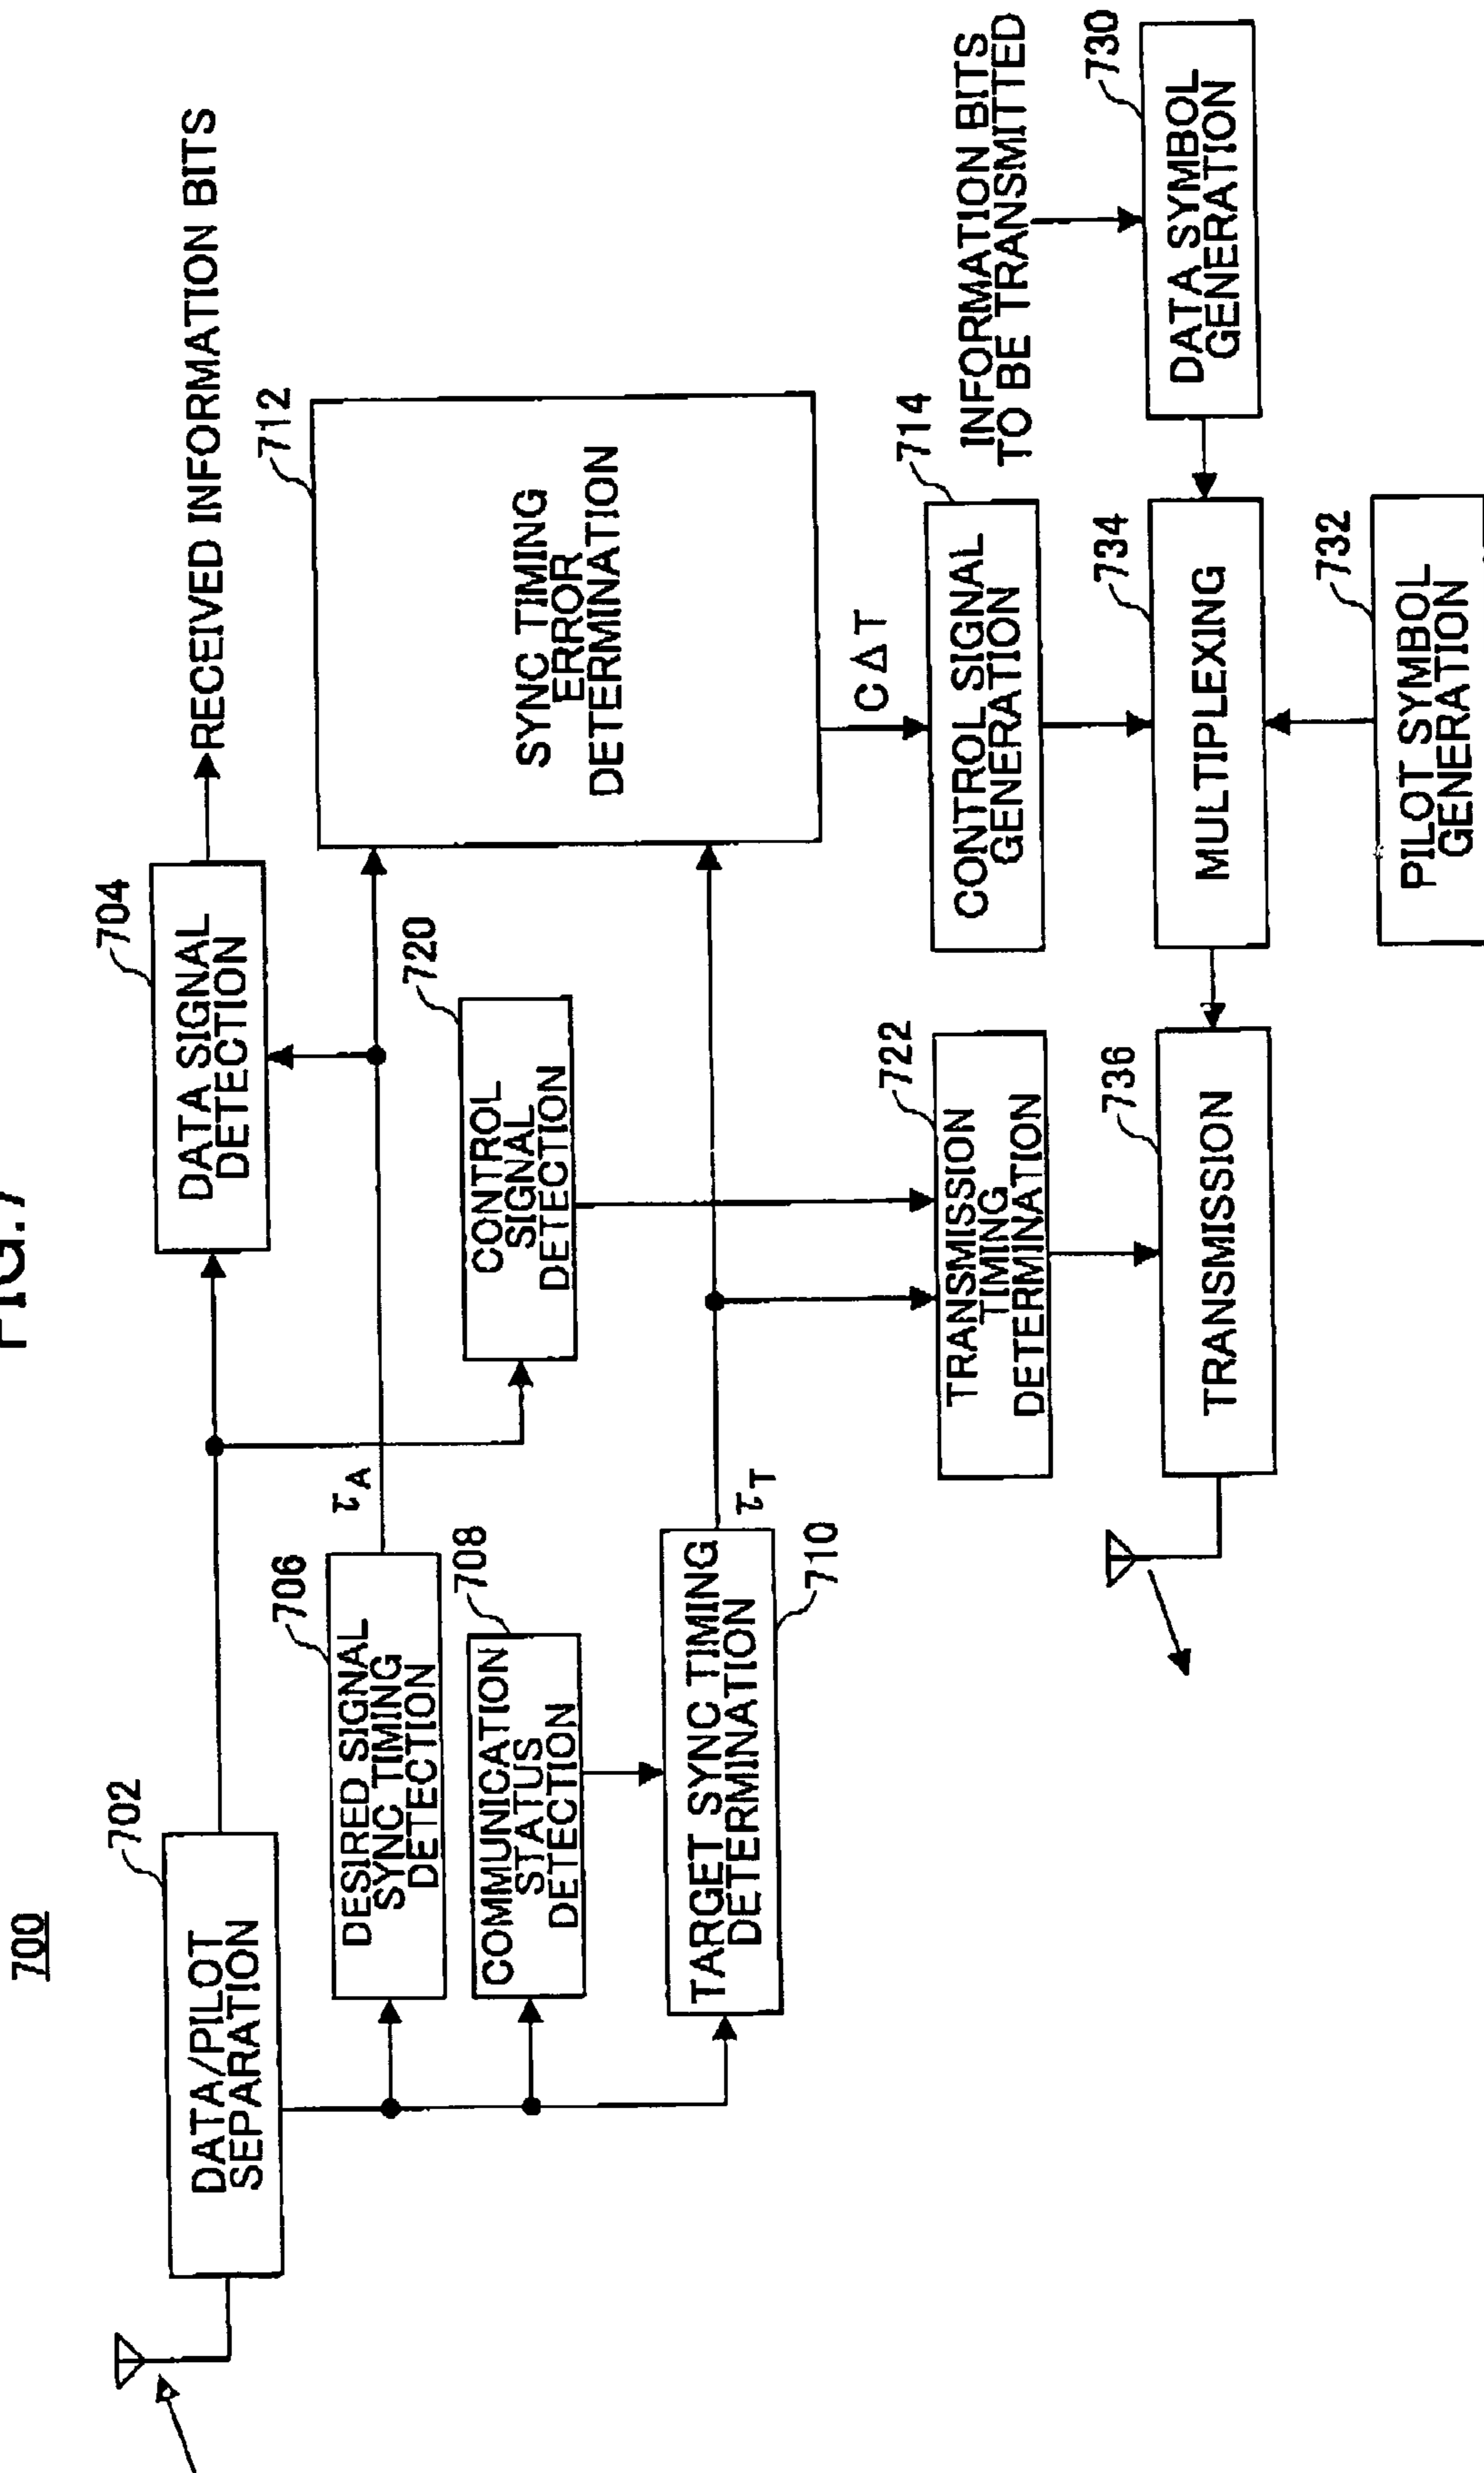 FIG.7
700
702
DATA/PILOT
SEPARATION
704
DATA SIGNAL
DETECTION
RECEIVED INFORMATION BITS
706
DESIRED SIGNAL
SYNC TIMING
DETECTION
τA
708
COMMUNICATION
STATUS
DETECTION
720
CONTROL
SIGNAL
DETECTION
712
SYNC TIMING
ERROR
DETERMINATION
TARGET SYNC TIMING
DETERMINATION
710
τT
CΔT
722
TRANSMISSION
TIMING
DETERMINATION
714
CONTROL SIGNAL
GENERATION
INFORMATION BITS
TO BE TRANSMITTED
736
TRANSMISSION
734
MULTIPLEXING
730
DATA SYMBOL
GENERATION
732
PILOT SYMBOL
GENERATION